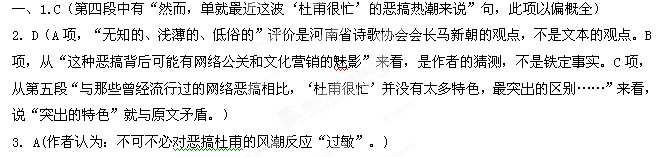 一、1.C（第四段中有“然而，单就最近这波‘杜甫很忙’的恶搞热潮来说”句，此项以偏概全）
2. D（A 项，“无知的、浅薄的、低俗的”评价是河南省诗歌协会会长马新朝的观点，不是文本的观点。B
项，从“这种恶搞背后可能有网络公关和文化营销的魅影”来看，是作者的猜测，不是铁定事实。C 项，
从第五段“与那些曾经流行过的网络恶搞相比，‘杜甫很忙’并没有太多特色，最突出的区别……”来看，
说“突出的特色”就与原文矛盾。）
3. A(作者认为：不可不必对恶搞杜甫的风潮反应“过敏”。)